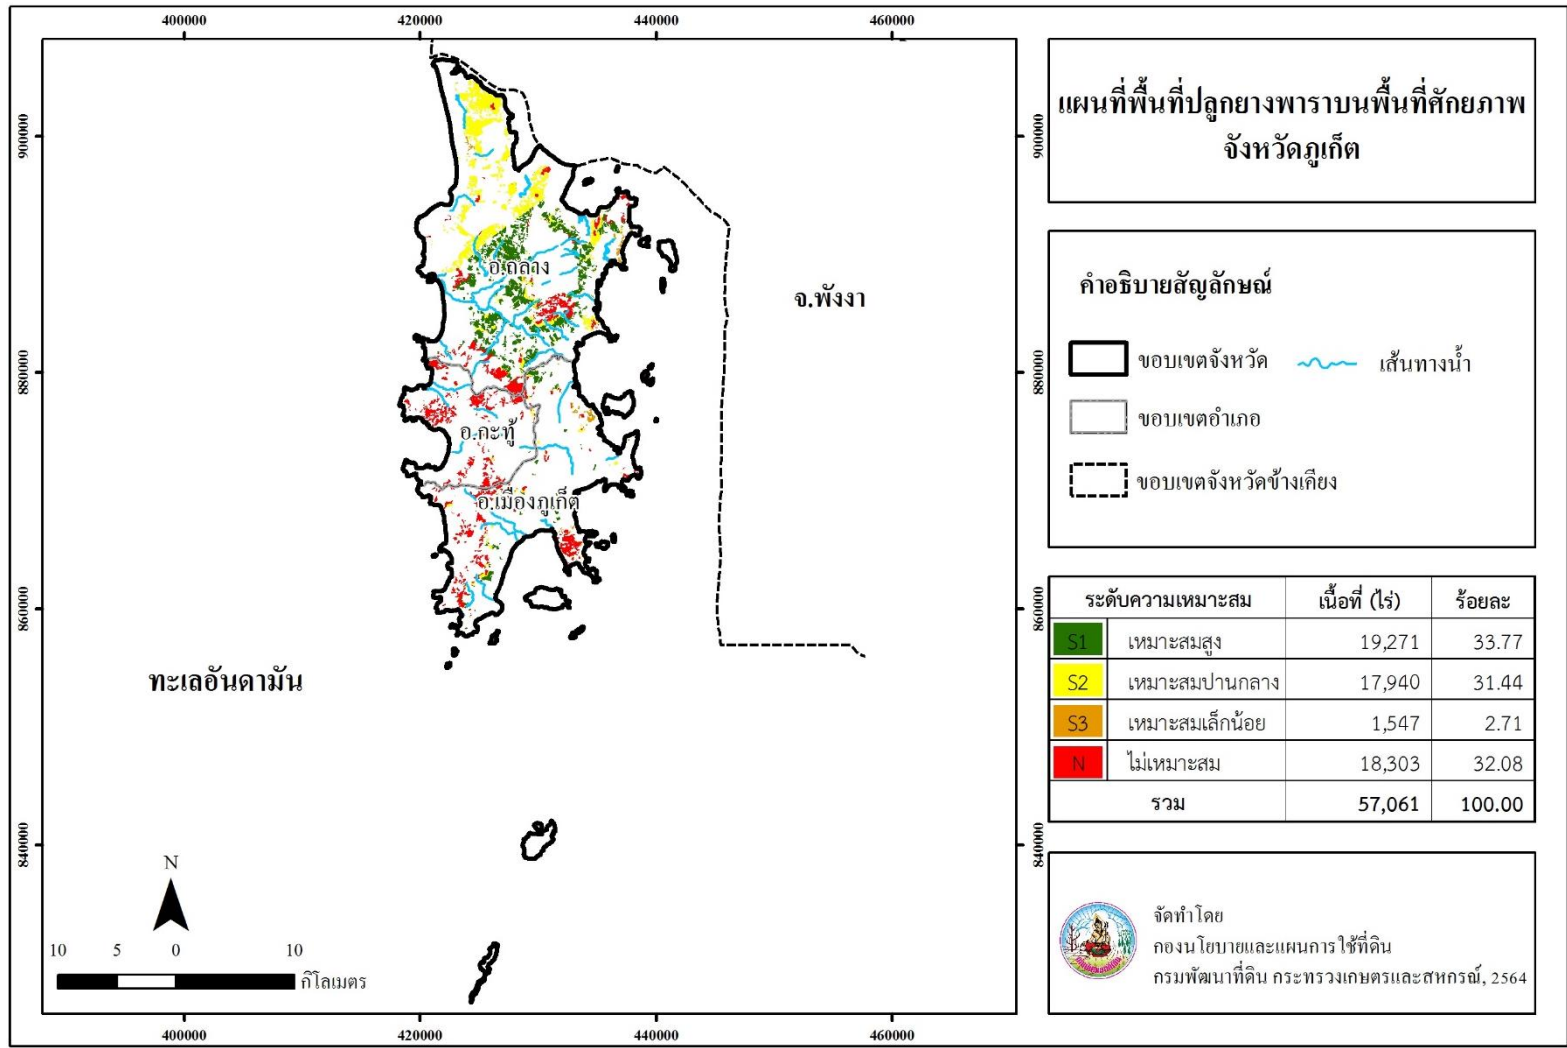 400000 420000 440000 460000
แผนที่พื้นที่ปลูกยางพาราบนพื้นที่ศักยภาพ
จังหวัดภูเก็ต
900000 900000
880000 880000
860000 860000
840000 840000
อ.ถลาง
จ.พังงา
อ.กะทู้
อ.เมืองภูเก็ต
ทะเลอันดามัน
N
10 5 0 10
กิโลเมตร
400000 420000 440000 460000
คำอธิบายสัญลักษณ์
ขอบเขตจังหวัด เส้นทางน้ำ
ขอบเขตอำเภอ
ขอบเขตจังหวัดข้างเคียง
ระดับความเหมาะสม เนื้อที่ (ไร่) ร้อยละ
S1 เหมาะสมสูง 19,271 33.77
S2 เหมาะสมปานกลาง 17,940 31.44
S3 เหมาะสมเล็กน้อย 1,547 2.71
N ไม่เหมาะสม 18,303 32.08
รวม 57,061 100.00
จัดทำโดย
กองนโยบายและแผนการใช้ที่ดิน
กรมพัฒนาที่ดิน กระทรวงเกษตรและสหกรณ์, 2564